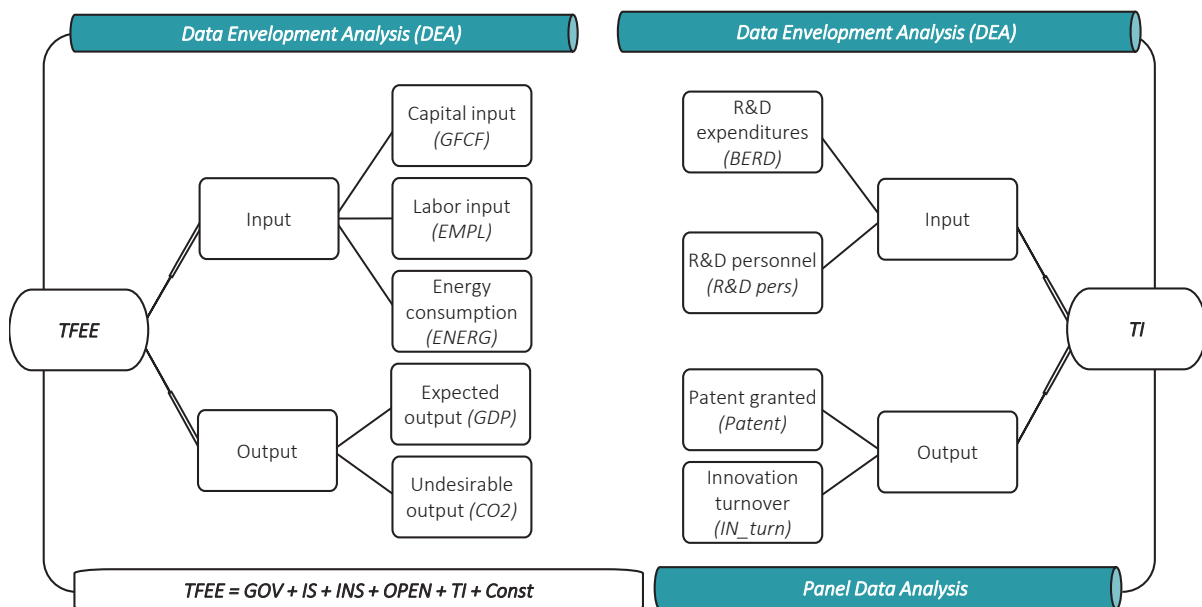 Data Envelopment Analysis (DEA)
Data Envelopment Analysis (DEA)
Capital input
(GFCF)
Labor input
(EMPL)
Energy
consumption
(ENERG)
Input
TFEE
Output
Expected
output (GDP)
Undesirable
output (CO2)
R&D
expenditures
(BERD)
R&D personnel
(R&D pers)
Input
TI
Patent granted
(Patent)
Innovation
turnover
(IN_turn)
Output
TFEE = GOV + IS + INS + OPEN + TI + Const
Panel Data Analysis